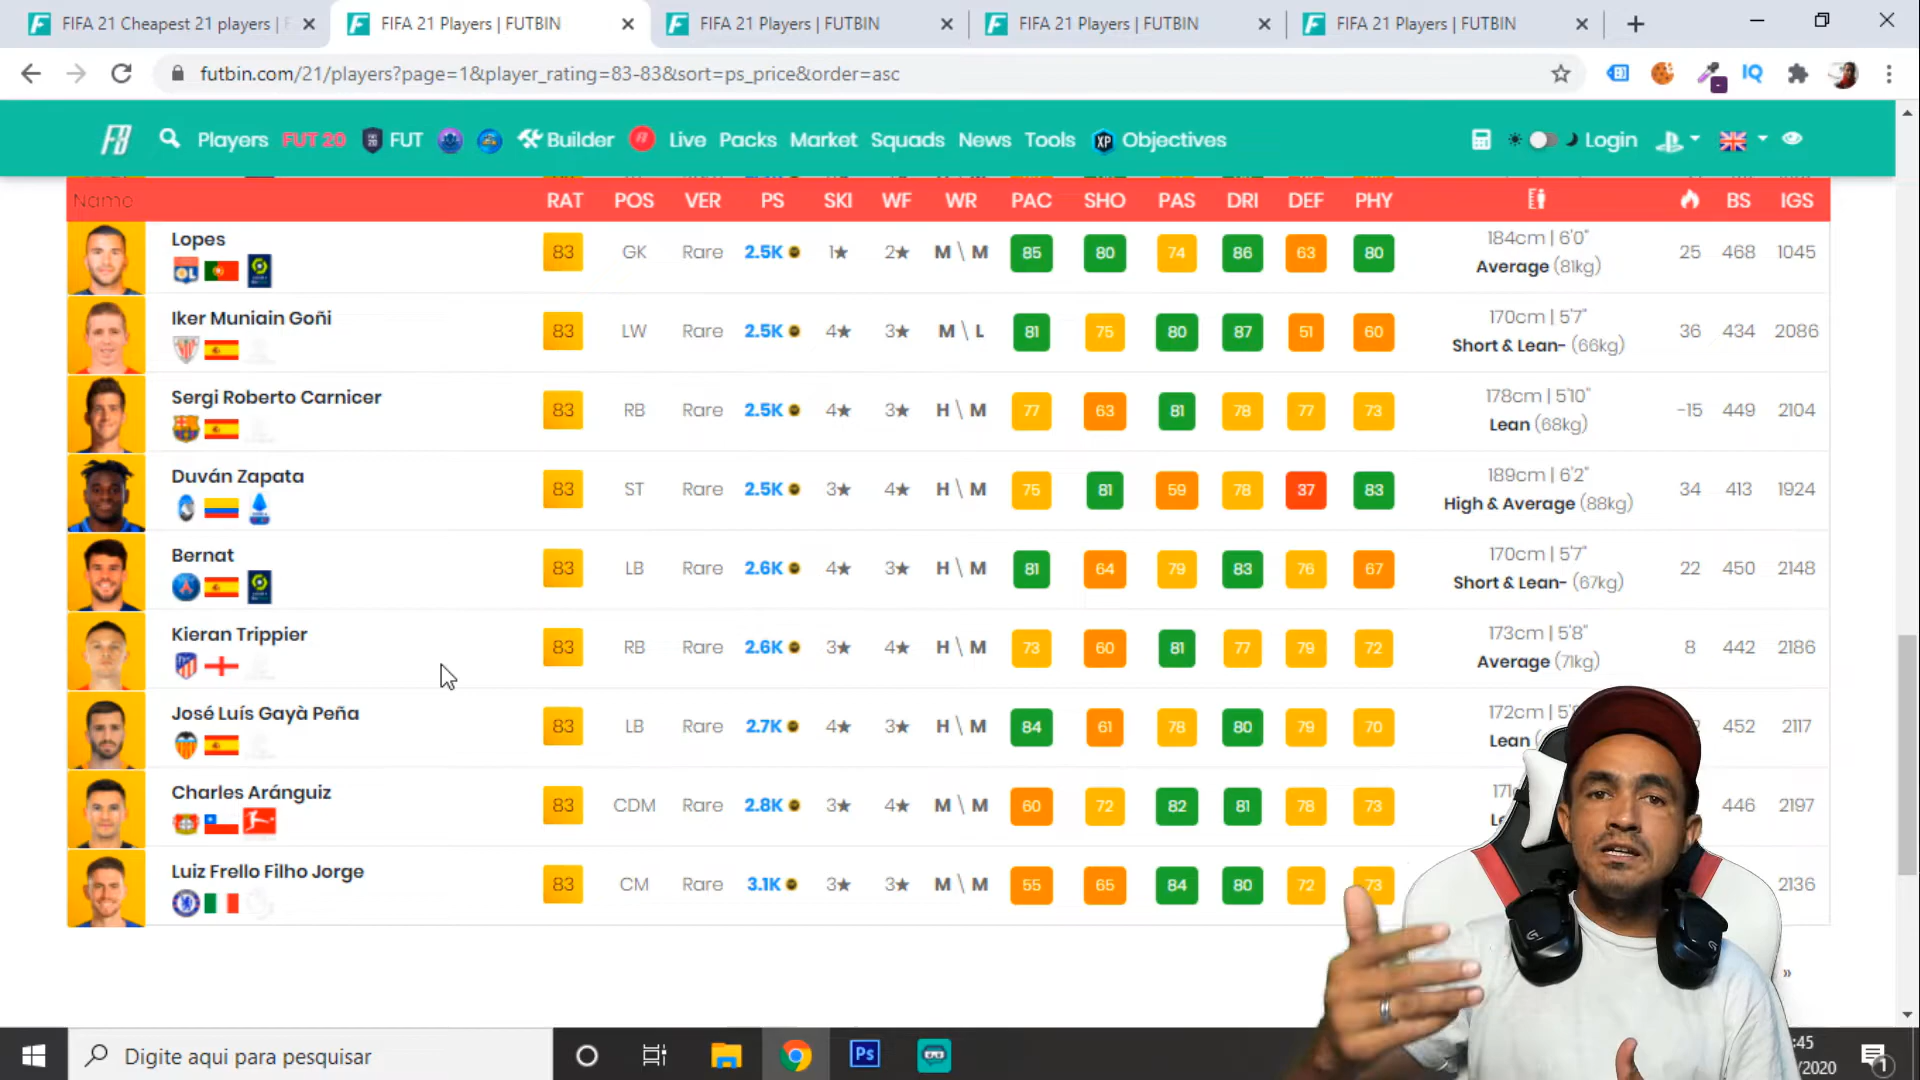 FIFA 21 Cheapest 21 players | FIFA 21 Players | FUTBIN FIFA 21 Players | FUTBIN FIFA 21 Players | FUTBIN FIFA 21 Players | FUTBIN
futbin.com/21/players?page=1&player_rating=83-83&sort=ps_price&order=asc IQ
Players FUT 20 FUT Builder Live Packs Market Squads News Tools XP Objectives Login
Name RAT POS VER PS SKI WF WR PAC SHO PAS DRI DEF PHY BS IGS
Lopes 83 GK Rare 2.5K 1★ 2★ M \ M 85 80 74 86 63 80 184cm | 6'0" 25 468 1045
Average (81kg)
Iker Muniain Goñi 83 LW Rare 2.5K 4★ 3★ M \ L 81 75 80 87 51 60 170cm | 5'7" 36 434 2086
Short & Lean- (66kg)
Sergi Roberto Carnicer 83 RB Rare 2.5K 4★ 3★ H \ M 77 63 81 78 77 73 178cm | 5'10" -15 449 2104
Lean (68kg)
Duván Zapata 83 ST Rare 2.5K 3★ 4★ H \ M 75 81 59 78 37 83 189cm | 6'2" 34 413 1924
High & Average (88kg)
Bernat 83 LB Rare 2.6K 4★ 3★ H \ M 81 64 79 83 76 67 170cm | 5'7" 22 450 2148
Short & Lean- (67kg)
Kieran Trippier 83 RB Rare 2.6K 3★ 4★ H \ M 73 60 81 77 79 72 173cm | 5'8" 8 442 2186
Average (71kg)
José Luís Gayà Peña 83 LB Rare 2.7K 4★ 3★ H \ M 84 61 78 80 79 70 172cm | 5' 452 2117
Lean
Charles Aránguiz 83 CDM Rare 2.8K 3★ 4★ M \ M 60 72 82 81 78 73 171 446 2197
Luiz Frello Filho Jorge 83 CM Rare 3.1K 3★ 3★ M \ M 55 65 84 80 72 73 2136
»
Digite aqui para pesquisar Ps :45
/2020 1